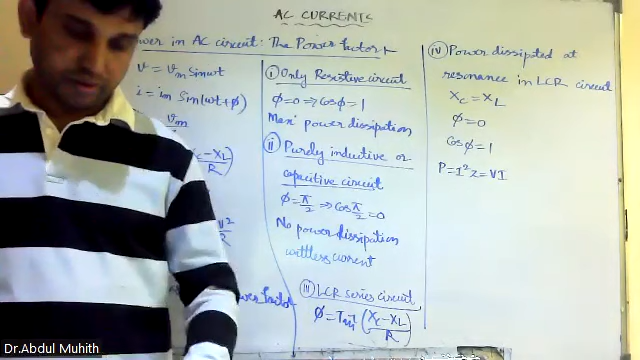 AC CURRENTS
ower in AC circuit: The Power factor
v = vm Sinωt
i = im Sin(ωt + φ)
vm
c - XL)
R
v²
R
ower factor
(i) Only Resistive circuit
φ = 0 ⇒ Cosφ = 1
Max' power dissipation
(ii) Purely inductive or
capacitive circuit
φ = π/2 ⇒ Cos π/2 = 0
No power dissipation
wattless current
(iii) LCR series circuit
φ = Tan⁻¹ (Xc - XL / R)
(iv) Power dissipated at
resonance in LCR circuit
Xc = XL
φ = 0
Cosφ = 1
P = I²Z = VI
Dr.Abdul Muhith